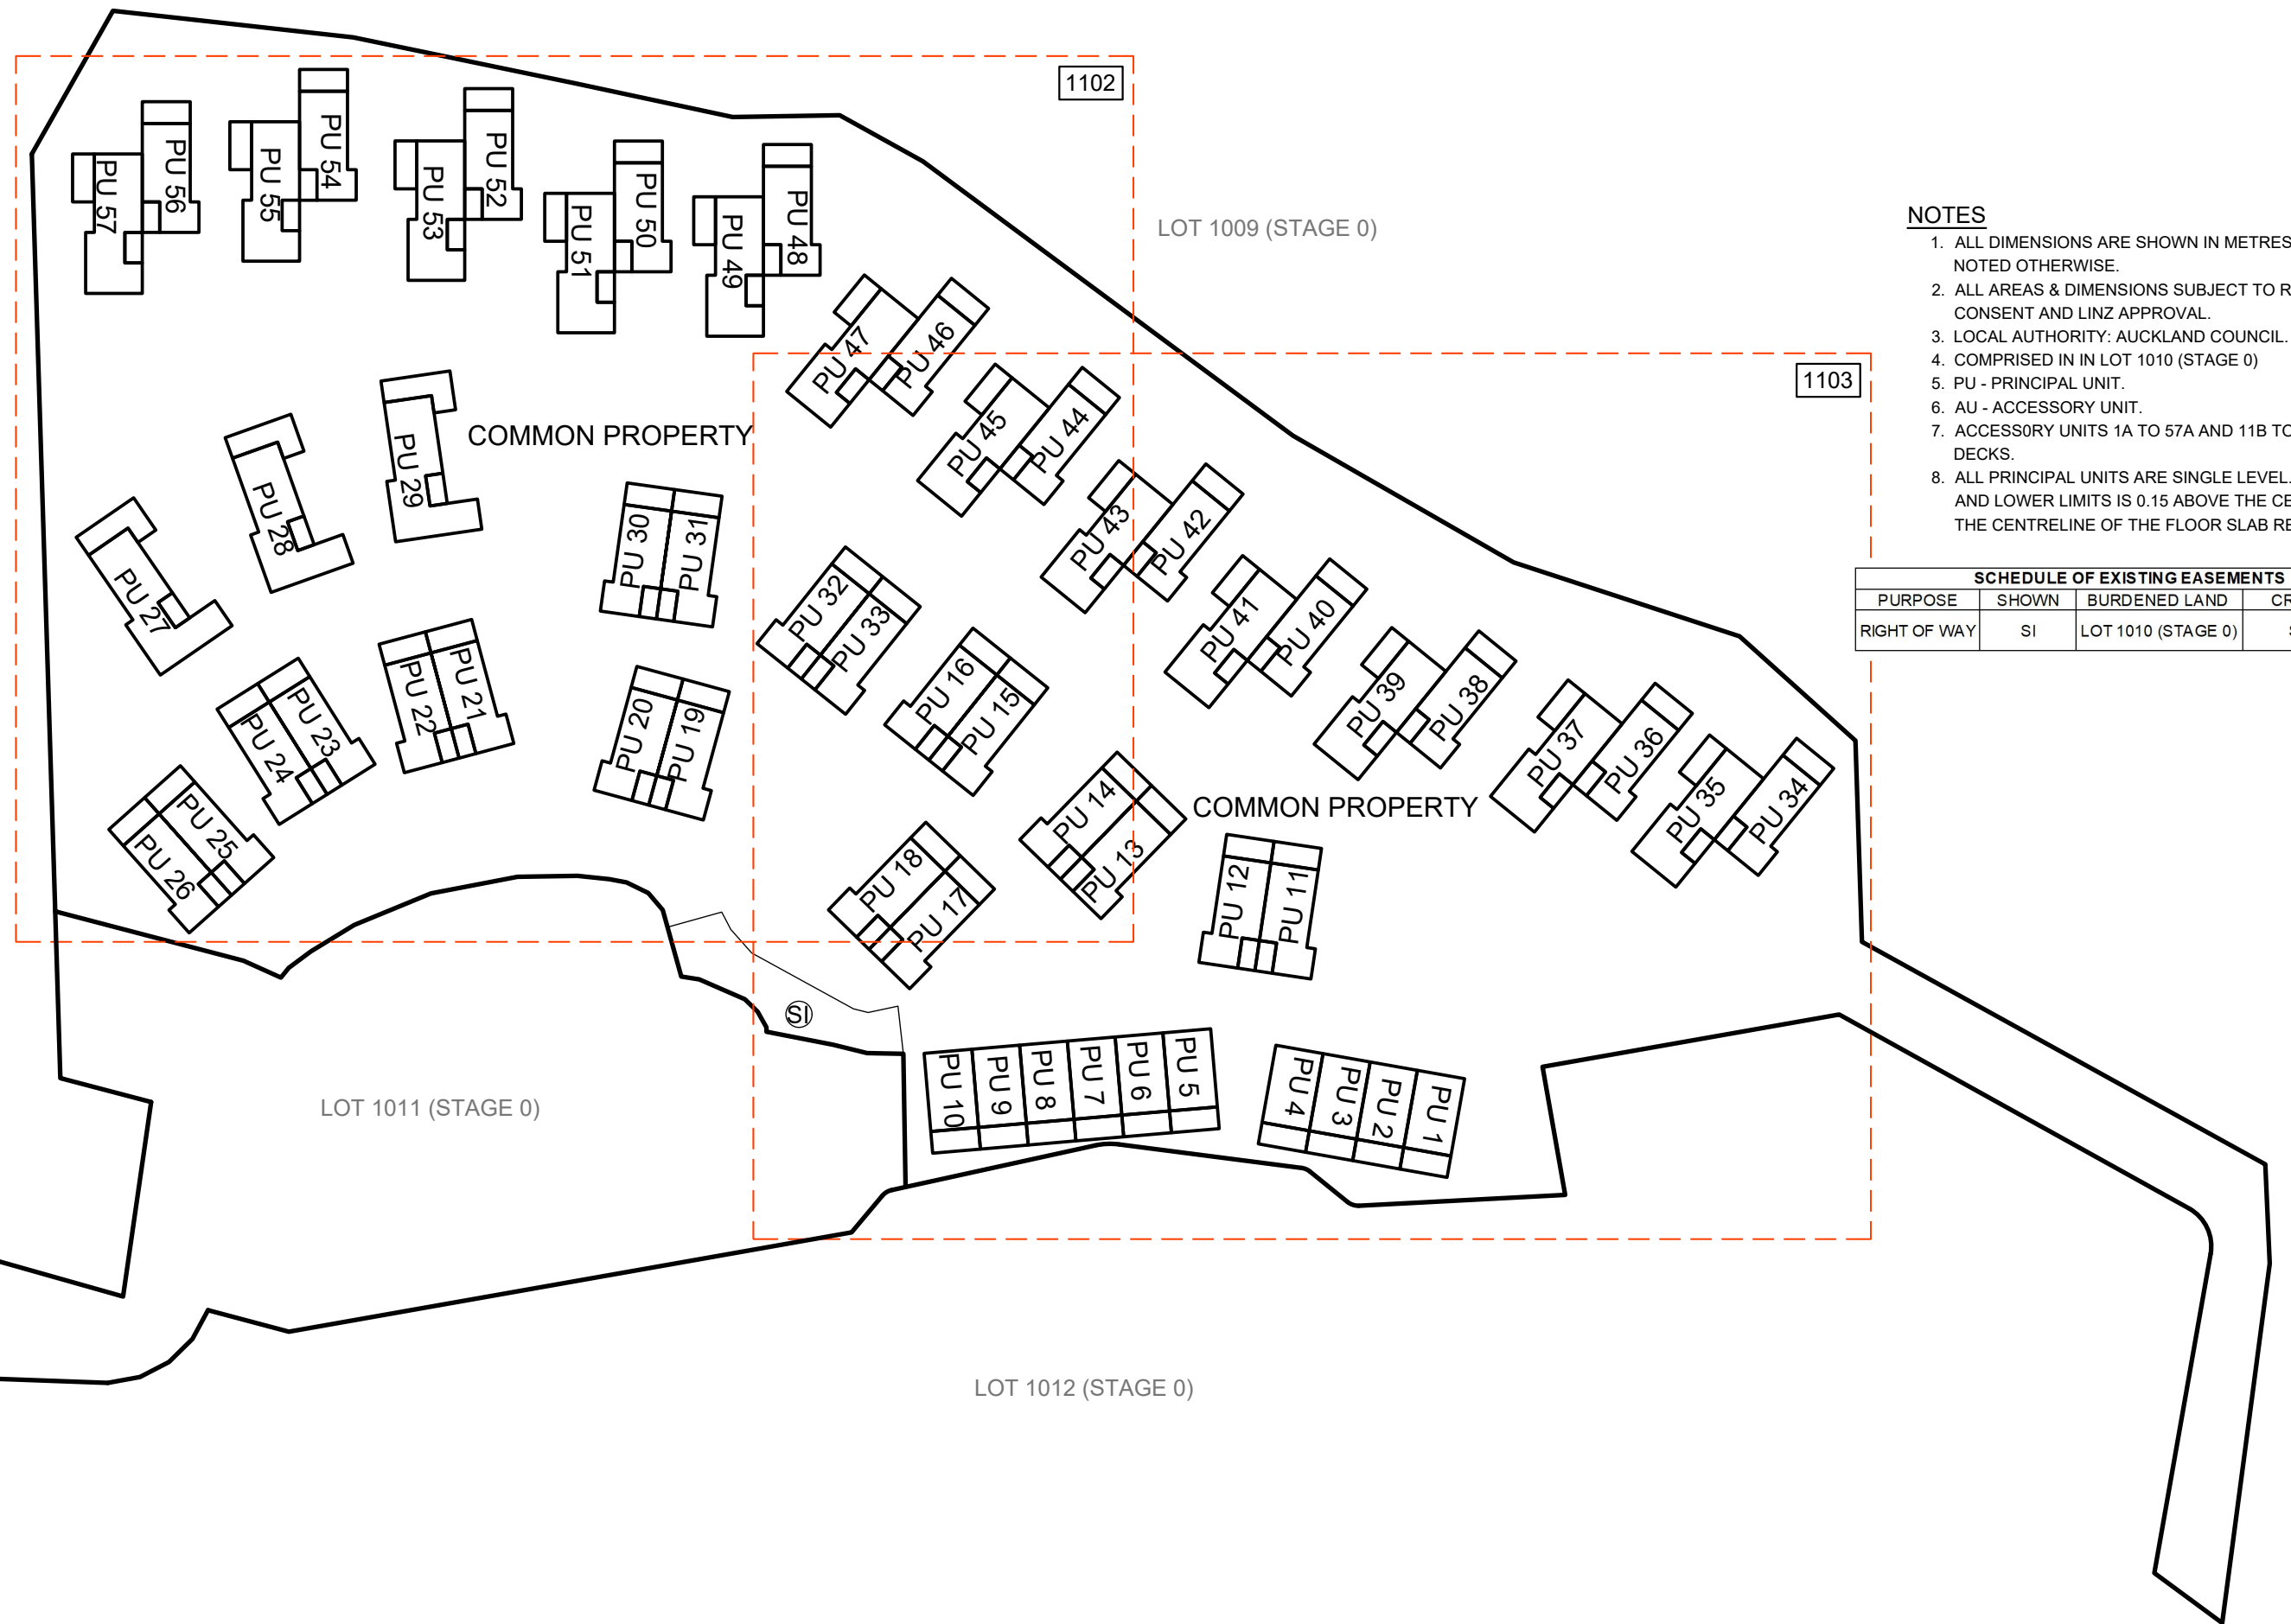 1102
PU 54
PU 52
PU 56
PU 55
PU 57
PU 53
PU 50
PU 48
PU 51
PU 49
LOT 1009 (STAGE 0)
NOTES
1. ALL DIMENSIONS ARE SHOWN IN METRES
NOTED OTHERWISE.
2. ALL AREAS & DIMENSIONS SUBJECT TO R
CONSENT AND LINZ APPROVAL.
3. LOCAL AUTHORITY: AUCKLAND COUNCIL.
4. COMPRISED IN IN LOT 1010 (STAGE 0)
5. PU - PRINCIPAL UNIT.
6. AU - ACCESSORY UNIT.
7. ACCESS0RY UNITS 1A TO 57A AND 11B TO
DECKS.
8. ALL PRINCIPAL UNITS ARE SINGLE LEVEL.
AND LOWER LIMITS IS 0.15 ABOVE THE CE
THE CENTRELINE OF THE FLOOR SLAB RE
SCHEDULE OF EXISTING EASEMENTS
PURPOSE SHOWN BURDENED LAND CR
RIGHT OF WAY SI LOT 1010 (STAGE 0) S
1103
PU 47
PU 46
PU 45
PU 44
COMMON PROPERTY
PU 29
PU 28
PU 27
PU 30
PU 31
PU 43
PU 42
PU 32
PU 33
PU 41
PU 40
PU 16
PU 15
PU 39
PU 38
PU 22
PU 21
PU 24
PU 23
PU 20
PU 19
PU 37
PU 36
PU 35
PU 34
PU 14
PU 13
COMMON PROPERTY
PU 26
PU 25
PU 18
PU 17
PU 12
PU 11
SI
PU 10
PU 9
PU 8
PU 7
PU 6
PU 5
PU 4
PU 3
PU 2
PU 1
LOT 1011 (STAGE 0)
LOT 1012 (STAGE 0)